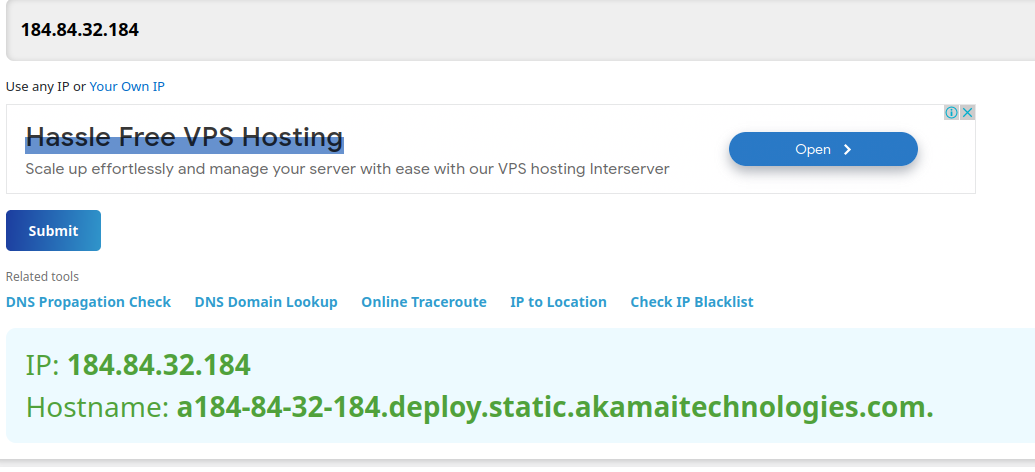 184.84.32.184
Use any IP or Your Own IP
Hassle Free VPS Hosting
Scale up effortlessly and manage your server with ease with our VPS hosting Interserver
Open
Submit
Related tools
DNS Propagation Check DNS Domain Lookup Online Traceroute IP to Location Check IP Blacklist
IP: 184.84.32.184
Hostname: a184-84-32-184.deploy.static.akamaitechnologies.com.